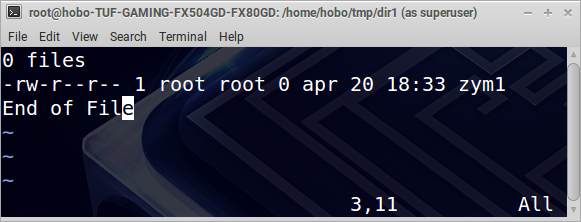 root@hobo-TUF-GAMING-FX504GD-FX80GD: /home/hobo/tmp/dir1 (as superuser)
File Edit View Search Terminal Help
0 files
-rw-r--r-- 1 root root 0 apr 20 18:33 zym1
End of File
~
~
~
3,11 All